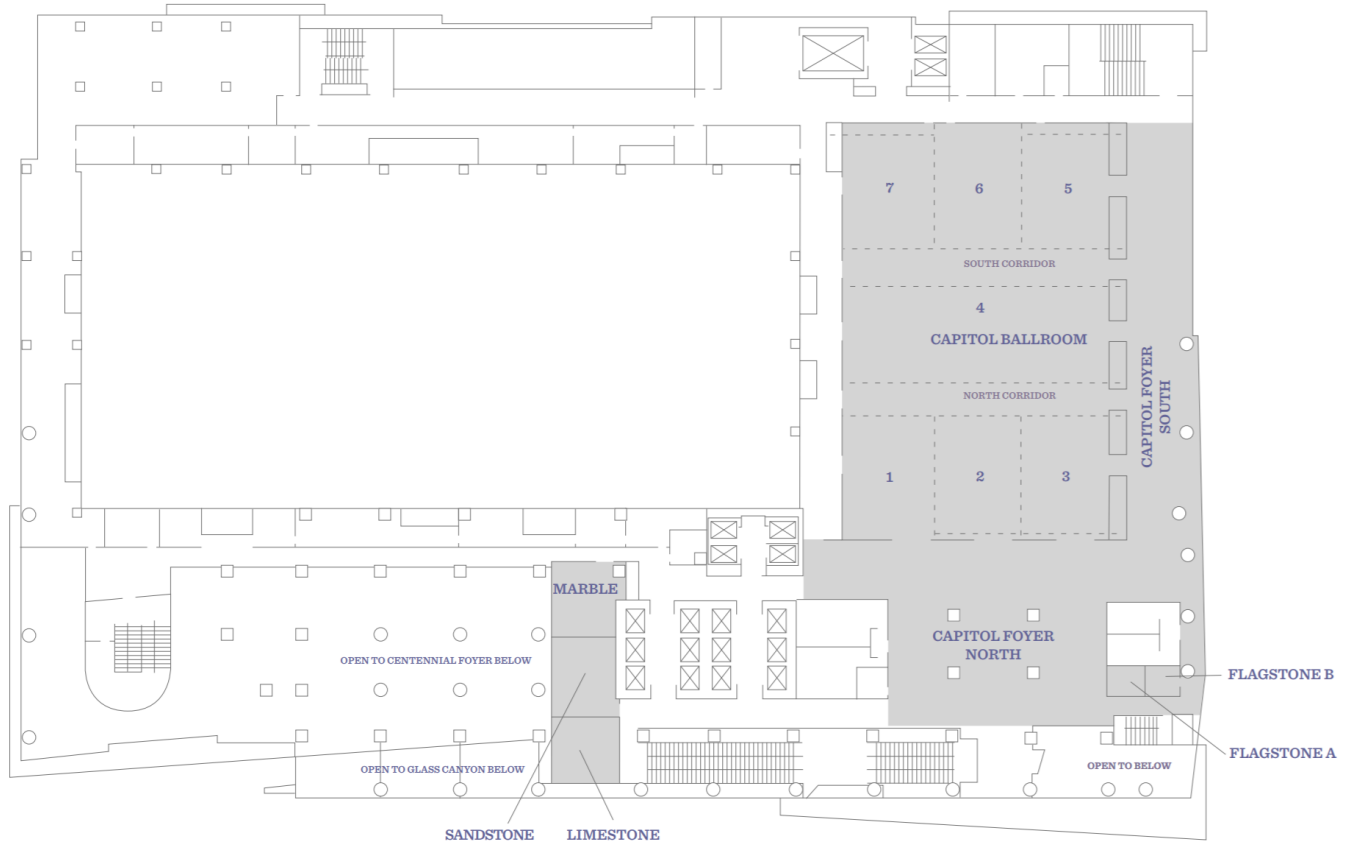 7
6
5
SOUTH CORRIDOR
4
CAPITOL BALLROOM
NORTH CORRIDOR
CAPITOL FOYER
SOUTH
1
2
3
MARBLE
CAPITOL FOYER
NORTH
OPEN TO CENTENNIAL FOYER BELOW
FLAGSTONE B
FLAGSTONE A
OPEN TO GLASS CANYON BELOW
OPEN TO BELOW
SANDSTONE
LIMESTONE